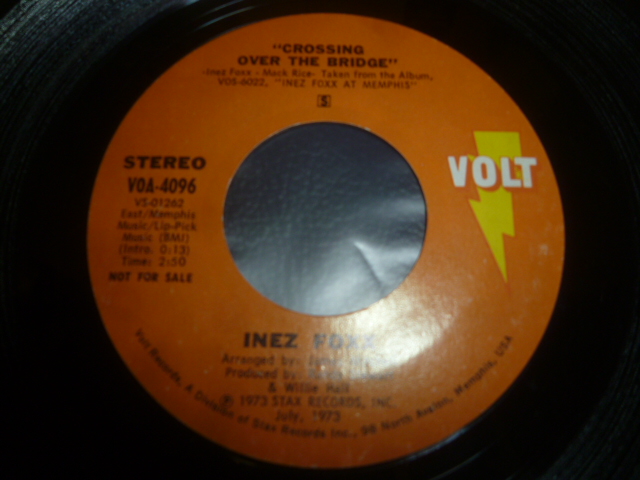 "CROSSING
OVER THE BRIDGE"
-Inez Foxx - Mack Rice- Taken from the Album,
VOS-6022, "INEZ FOXX AT MEMPHIS"
S
STEREO
VOA-4096
VS-01262
East/Memphis
Music/Lip-Pick
Music (BMI)
(Intro. 0:13)
Time: 2:50
NOT FOR SALE
VOLT
INEZ FOXX
Arranged by:
Produced by:
& Willie Hall
℗ 1973 STAX RECORDS, INC.
July, 1973
Volt Records, A Division of Stax Records Inc., 98 North Avalon, Memphis, USA